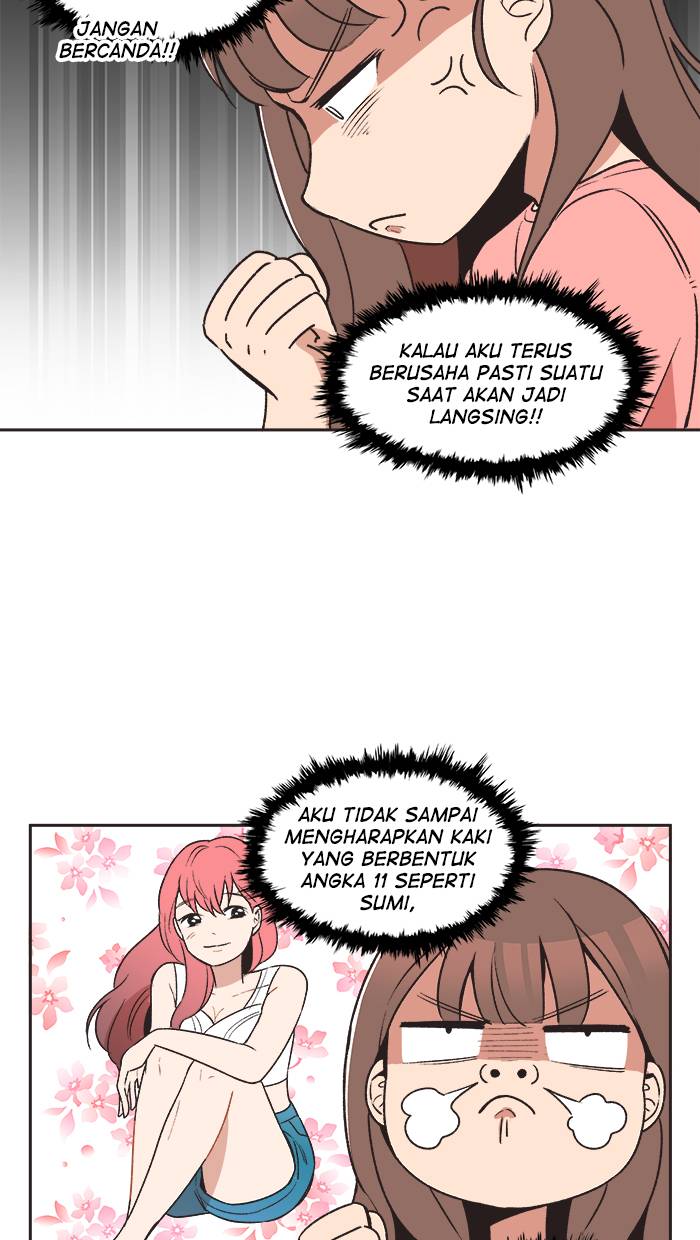 JANGAN
BERCANDA!!
KALAU AKU TERUS
BERUSAHA PASTI SUATU
SAAT AKAN JADI
LANGSING!!
AKU TIDAK SAMPAI
MENGHARAPKAN KAKI
YANG BERBENTUK
ANGKA 11 SEPERTI
SUMI,